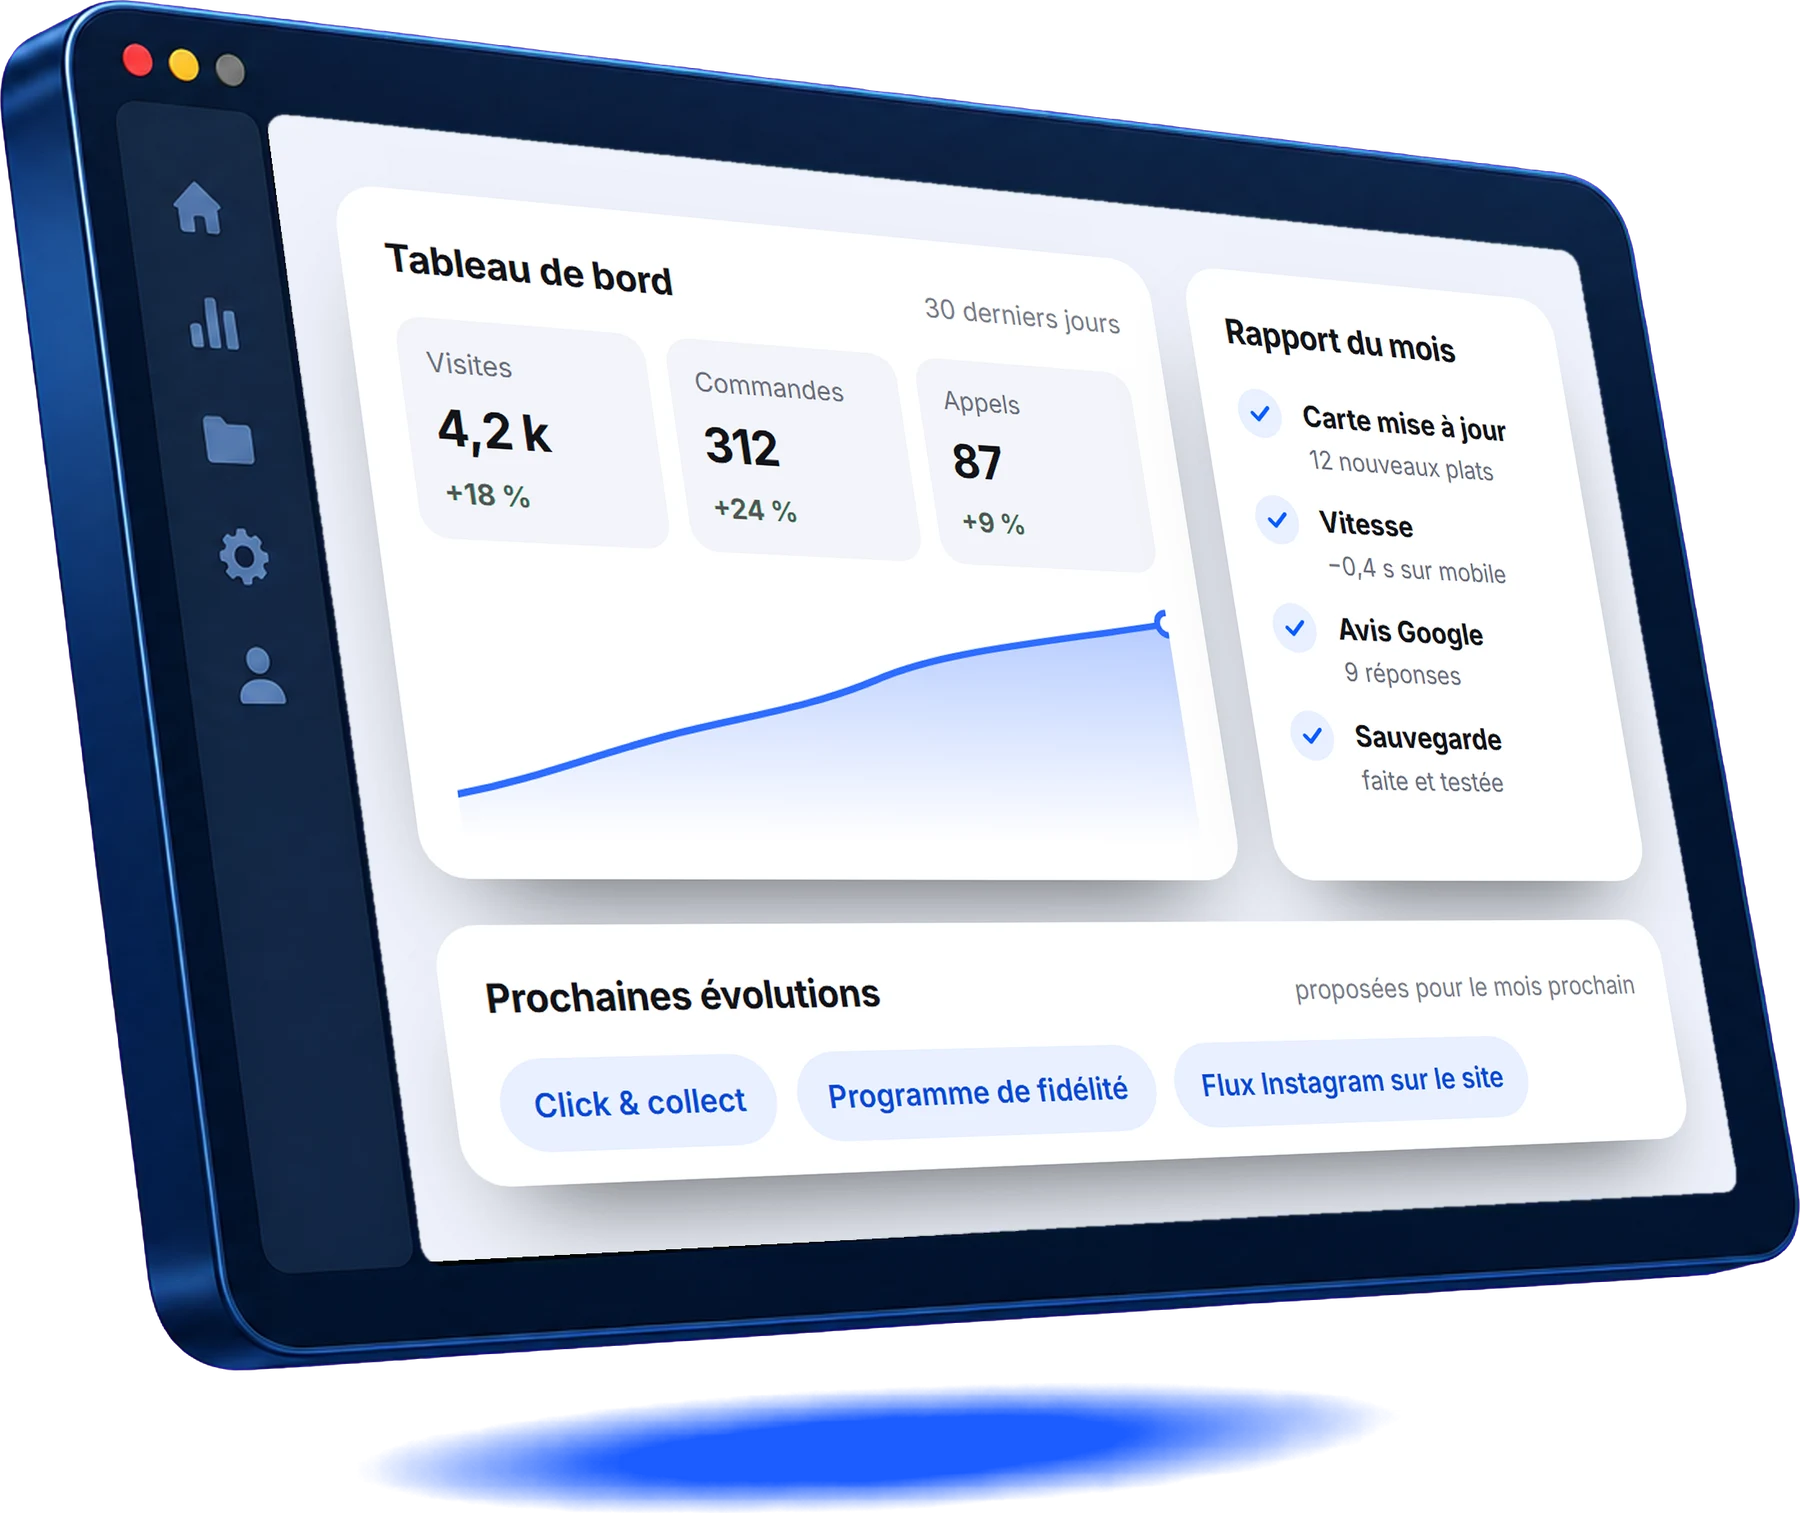 Tableau de bord
30 derniers jours
Visites
4,2 k
+18 %
Commandes
312
+24 %
Appels
87
+9 %
Rapport du mois
Carte mise à jour
12 nouveaux plats
Vitesse
−0,4 s sur mobile
Avis Google
9 réponses
Sauvegarde
faite et testée
Prochaines évolutions
proposées pour le mois prochain
Click & collect
Programme de fidélité
Flux Instagram sur le site